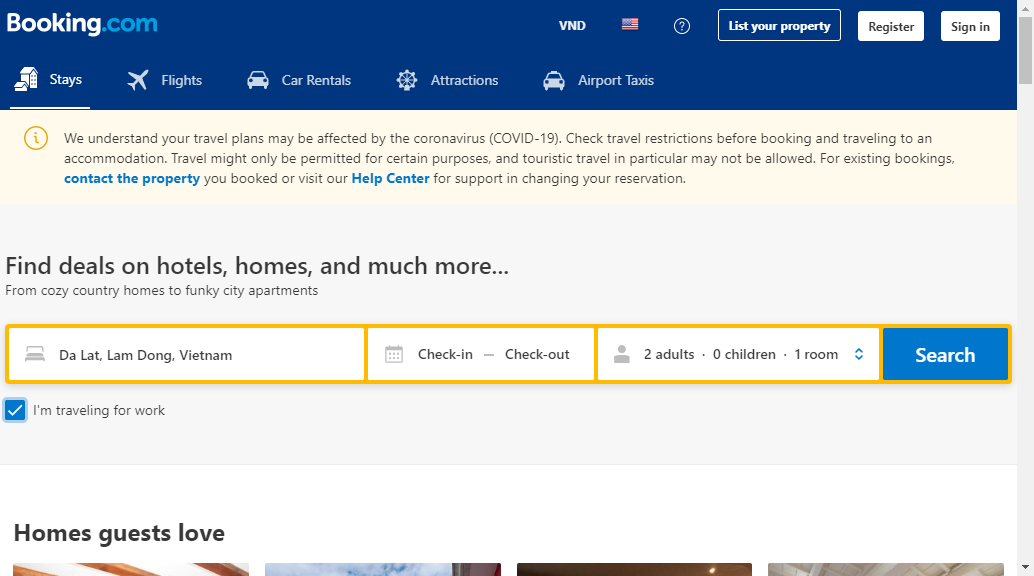 Booking.com
VND
List your property
Register
Sign in
Stays
Flights
Car Rentals
Attractions
Airport Taxis
We understand your travel plans may be affected by the coronavirus (COVID-19). Check travel restrictions before booking and traveling to an
accommodation. Travel might only be permitted for certain purposes, and touristic travel in particular may not be allowed. For existing bookings,
contact the property you booked or visit our Help Center for support in changing your reservation.
Find deals on hotels, homes, and much more...
From cozy country homes to funky city apartments
Da Lat, Lam Dong, Vietnam
Check-in — Check-out
2 adults · 0 children · 1 room
Search
I'm traveling for work
Homes guests love